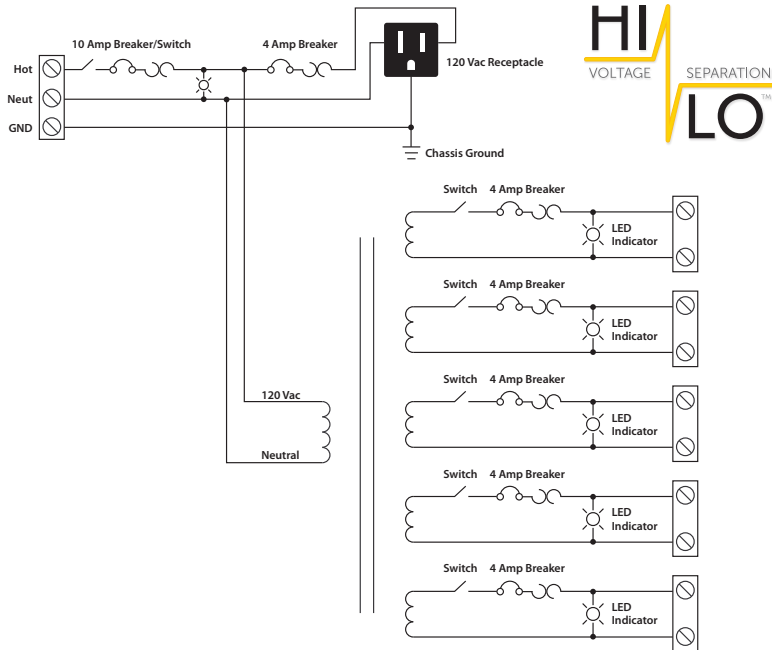 HI
VOLTAGE SEPARATION
LO™
10 Amp Breaker/Switch
4 Amp Breaker
120 Vac Receptacle
Hot
Neut
GND
Chassis Ground
Switch 4 Amp Breaker
LED
Indicator
Switch 4 Amp Breaker
LED
Indicator
120 Vac
Neutral
Switch 4 Amp Breaker
LED
Indicator
Switch 4 Amp Breaker
LED
Indicator
Switch 4 Amp Breaker
LED
Indicator